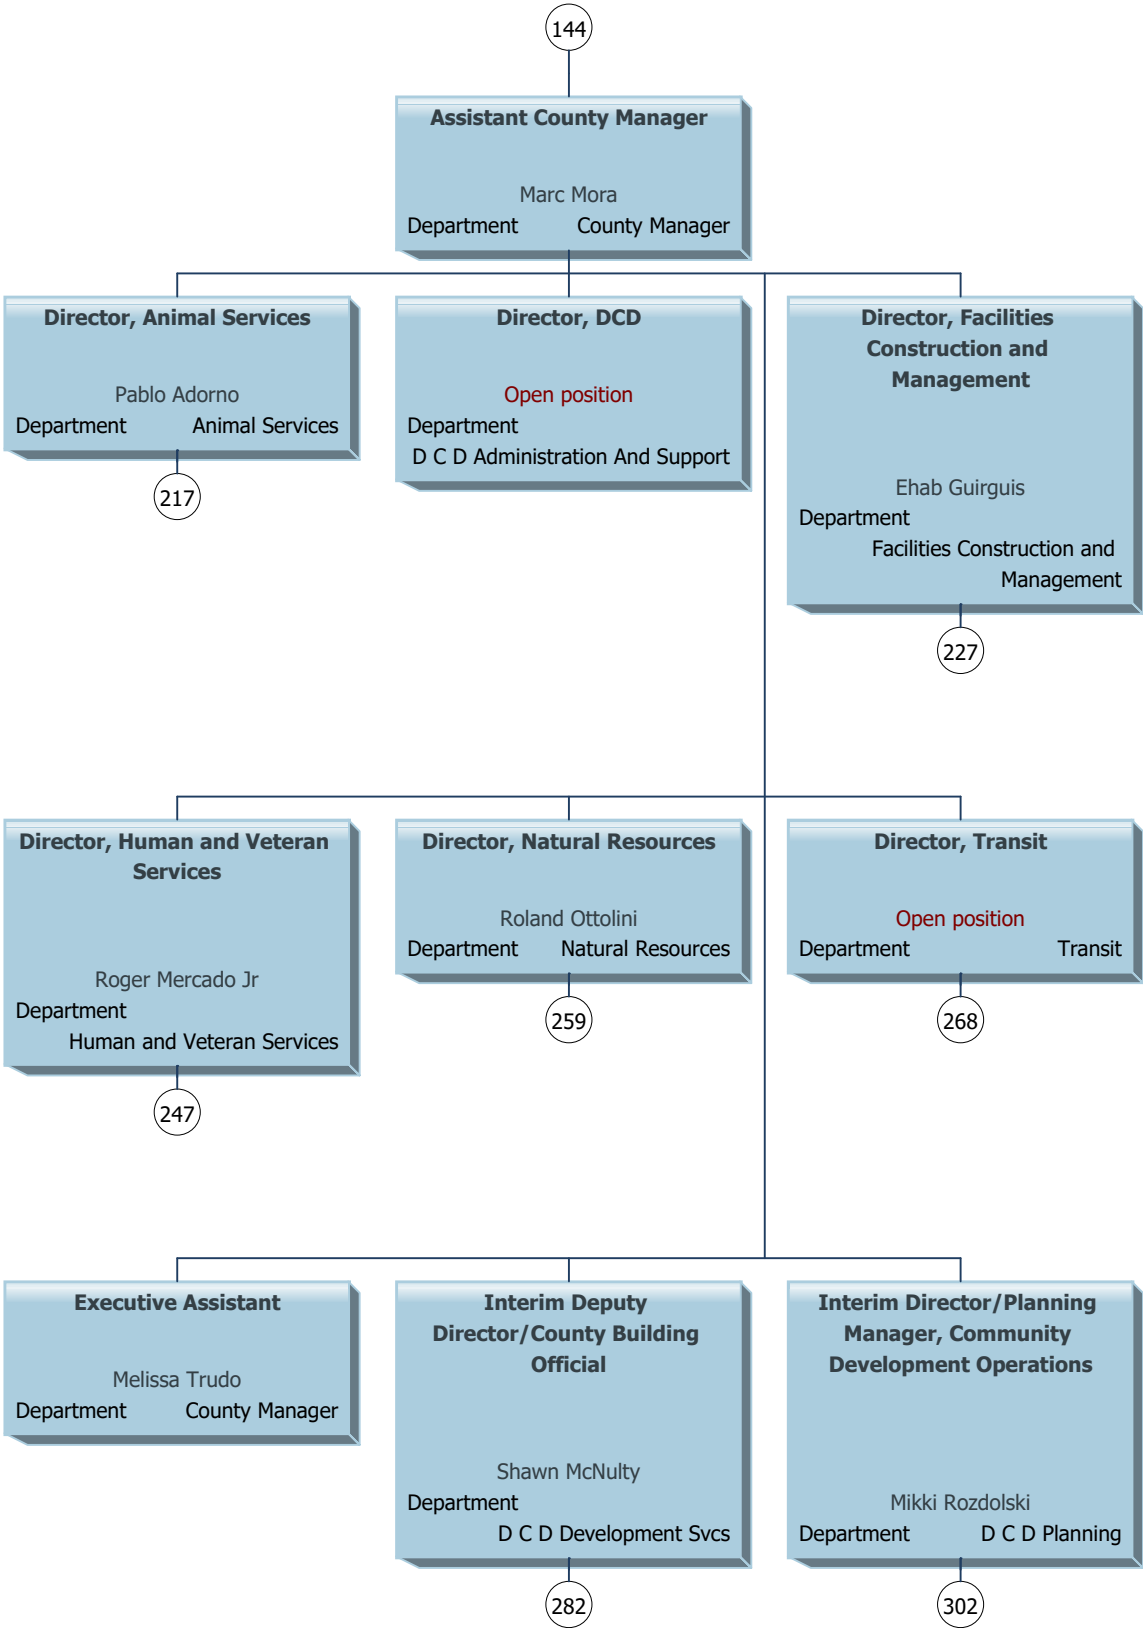 144
Assistant County Manager
Marc Mora
Department County Manager
Director, Animal Services
Pablo Adorno
Department Animal Services
217
Director, DCD
Open position
Department
D C D Administration And Support
Director, Facilities
Construction and
Management
Ehab Guirguis
Department
Facilities Construction and
Management
227
Director, Human and Veteran
Services
Roger Mercado Jr
Department
Human and Veteran Services
247
Director, Natural Resources
Roland Ottolini
Department Natural Resources
259
Director, Transit
Open position
Department Transit
268
Executive Assistant
Melissa Trudo
Department County Manager
Interim Deputy
Director/County Building
Official
Shawn McNulty
Department
D C D Development Svcs
282
Interim Director/Planning
Manager, Community
Development Operations
Mikki Rozdolski
Department D C D Planning
302